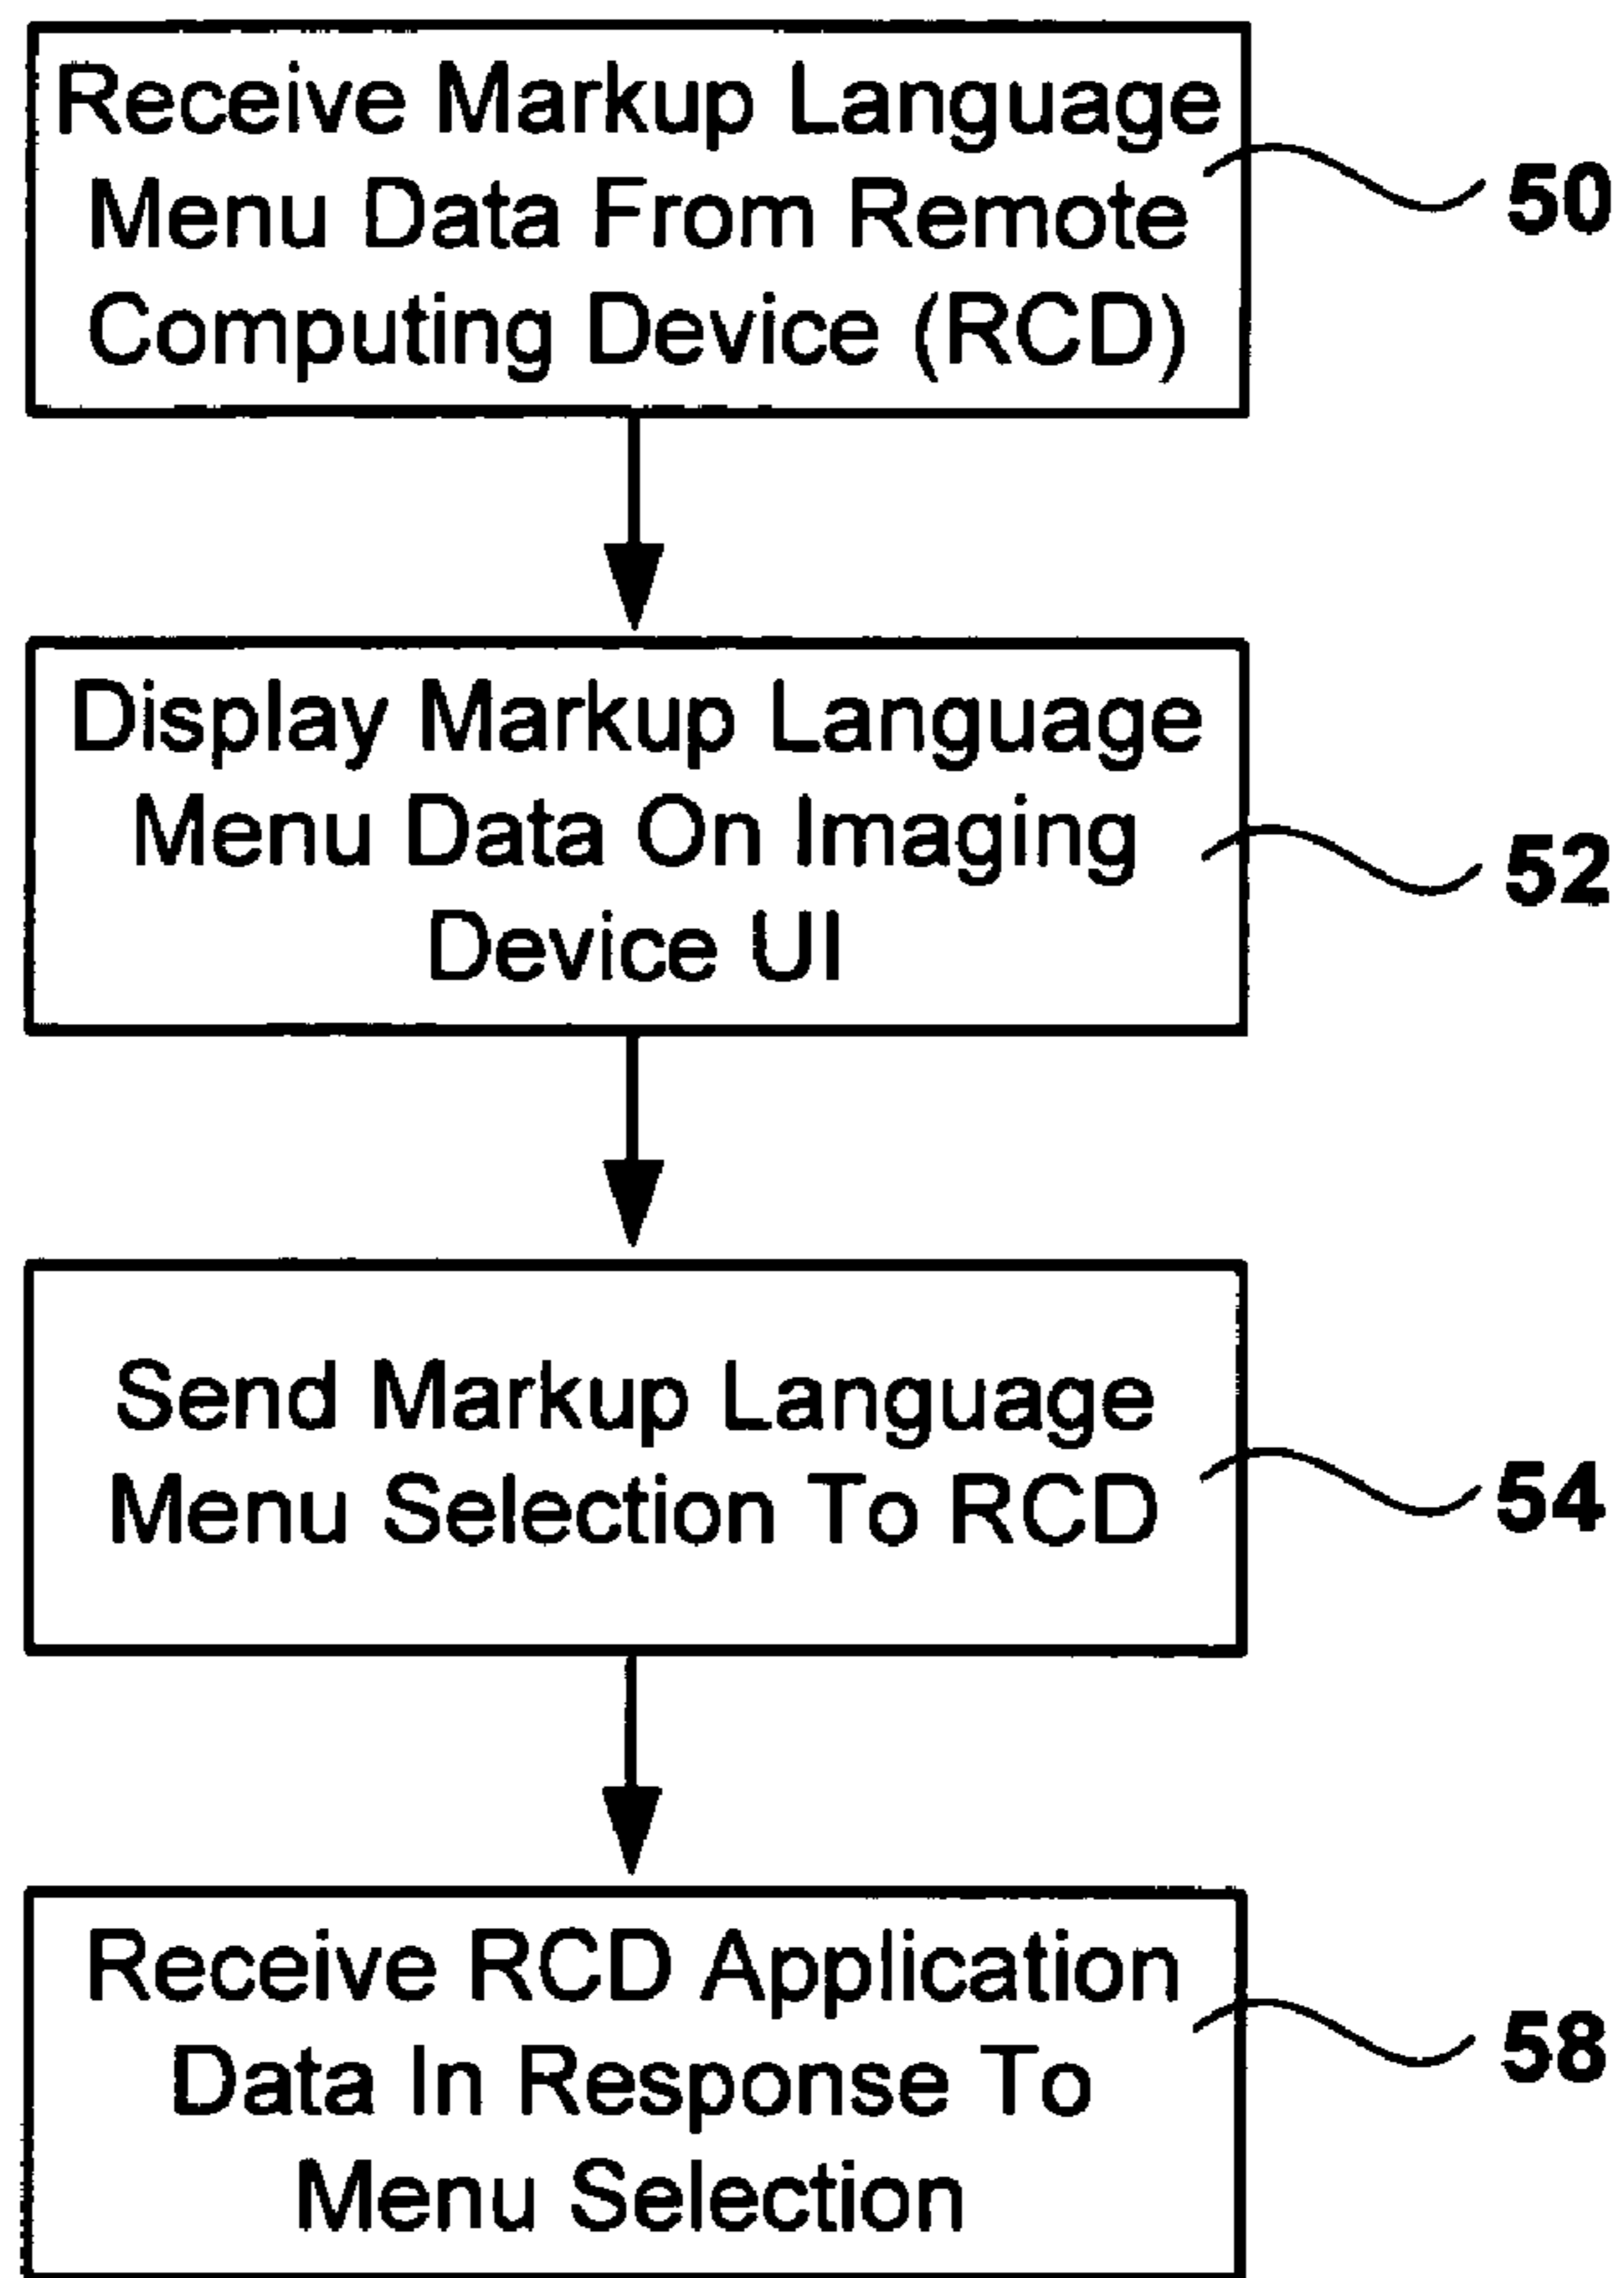 Receive Markup Language
Menu Data From Remote
Computing Device (RCD)
50
Display Markup Language
Menu Data On Imaging
Device UI
52
Send Markup Language
Menu Selection To RCD
54
Receive RCD Application
Data In Response To
Menu Selection
58